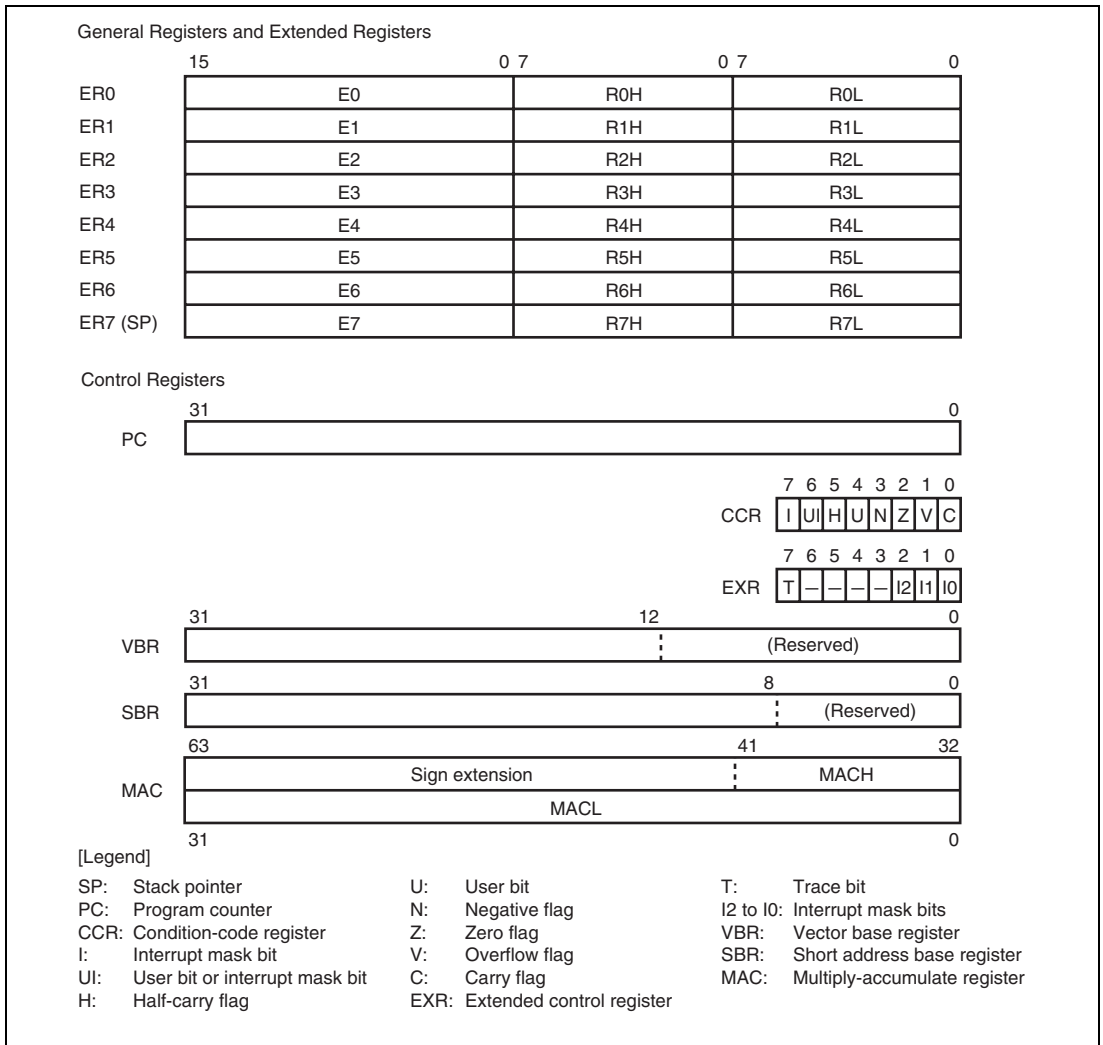 General Registers and Extended Registers
15 0 7 0 7 0
ER0 E0 R0H R0L
ER1 E1 R1H R1L
ER2 E2 R2H R2L
ER3 E3 R3H R3L
ER4 E4 R4H R4L
ER5 E5 R5H R5L
ER6 E6 R6H R6L
ER7 (SP) E7 R7H R7L
Control Registers
31 0
PC
7 6 5 4 3 2 1 0
CCR I UI H U N Z V C
7 6 5 4 3 2 1 0
EXR T — — — — I2 I1 I0
31 12 0
VBR (Reserved)
31 8 0
SBR (Reserved)
63 41 32
MAC Sign extension MACH
MACL
31 0
[Legend]
SP: Stack pointer U: User bit T: Trace bit
PC: Program counter N: Negative flag I2 to I0: Interrupt mask bits
CCR: Condition-code register Z: Zero flag VBR: Vector base register
I: Interrupt mask bit V: Overflow flag SBR: Short address base register
UI: User bit or interrupt mask bit C: Carry flag MAC: Multiply-accumulate register
H: Half-carry flag EXR: Extended control register